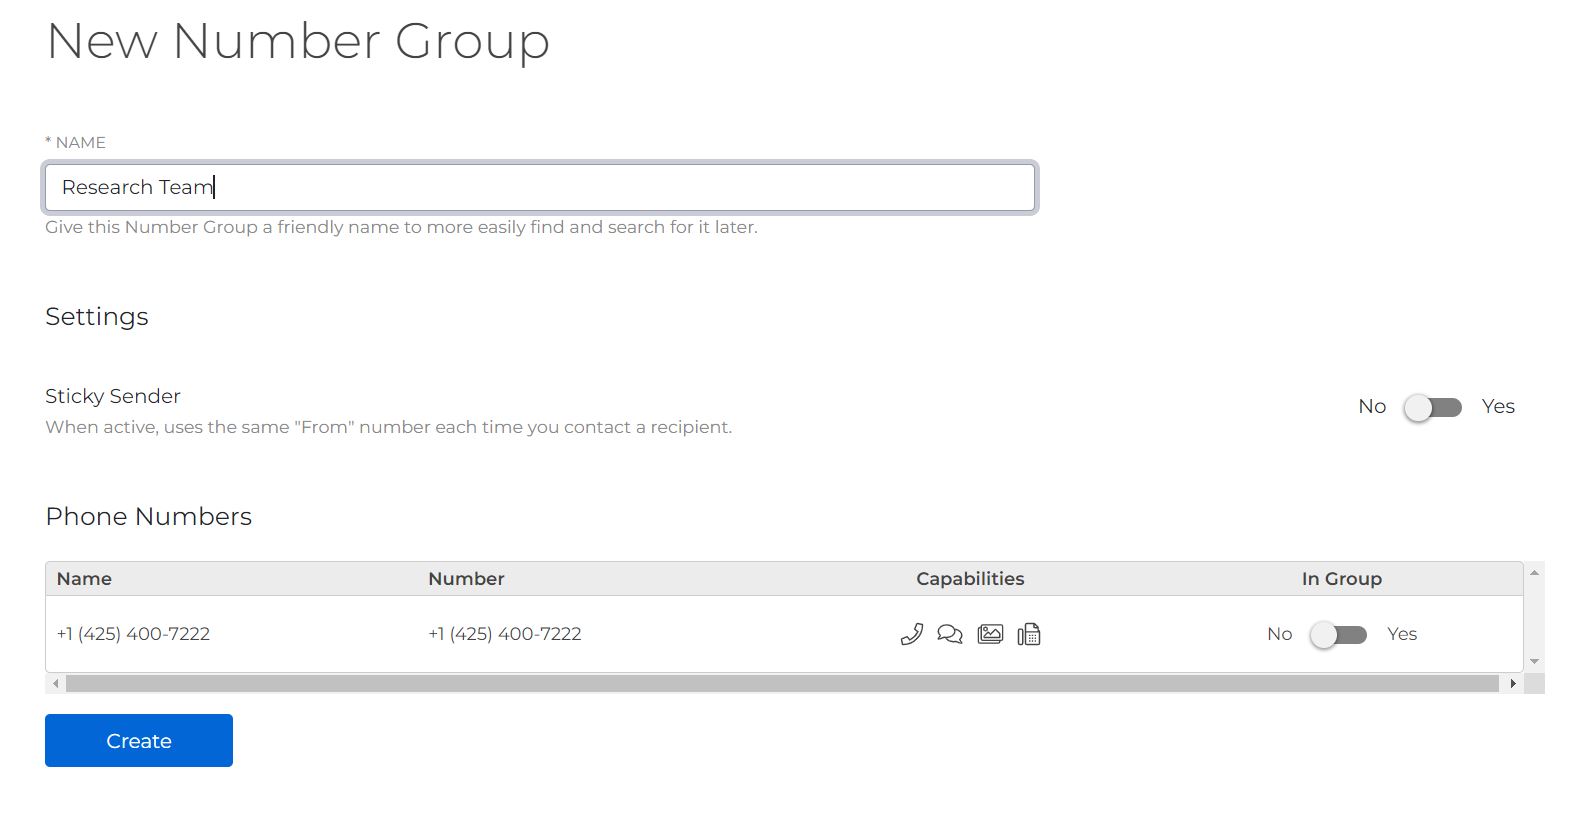 New Number Group
* NAME
Research Team
Give this Number Group a friendly name to more easily find and search for it later.
Settings
Sticky Sender
No Yes
When active, uses the same "From" number each time you contact a recipient.
Phone Numbers
Name Number Capabilities In Group
+1 (425) 400-7222 +1 (425) 400-7222 No Yes
Create